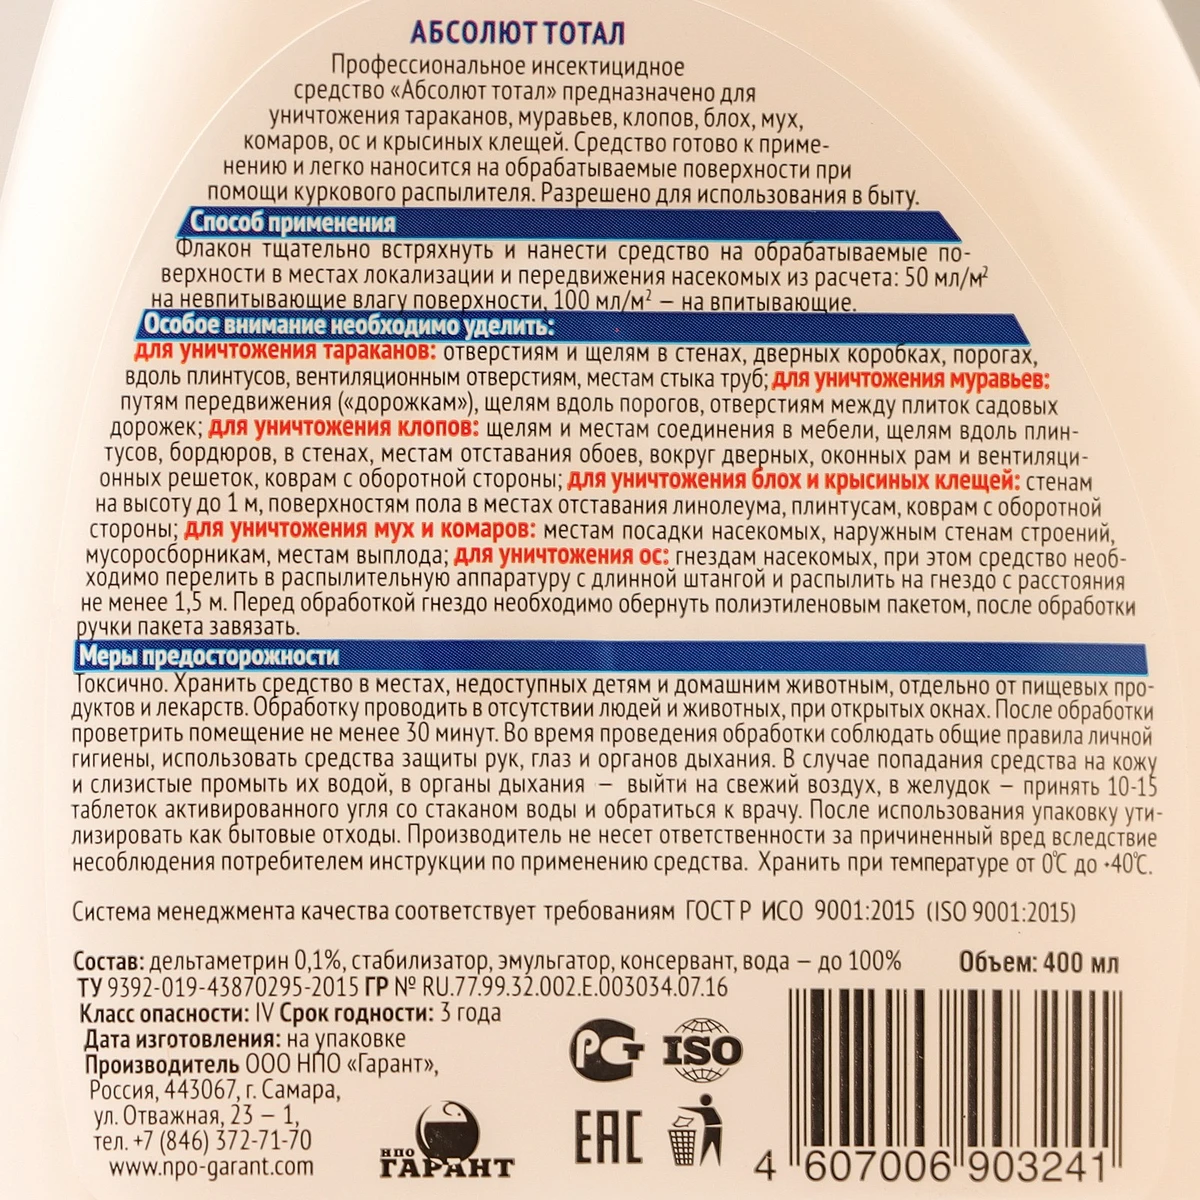 АБСОЛЮТ ТОТАЛ
Профессиональное инсектицидное
средство «Абсолют тотал» предназначено для
уничтожения тараканов, муравьев, клопов, блох, мух,
комаров, ос и крысиных клещей. Средство готово к приме-
нению и легко наносится на обрабатываемые поверхности при
помощи куркового распылителя. Разрешено для использования в быту.
Способ применения
Флакон тщательно встряхнуть и нанести средство на обрабатываемые по-
верхности в местах локализации и передвижения насекомых из расчета: 50 мл/м²
на невпитывающие влагу поверхности, 100 мл/м² – на впитывающие.
Особое внимание необходимо уделить:
для уничтожения тараканов: отверстиям и щелям в стенах, дверных коробках, порогах,
вдоль плинтусов, вентиляционным отверстиям, местам стыка труб; для уничтожения муравьев:
путям передвижения («дорожкам»), щелям вдоль порогов, отверстиям между плиток садовых
дорожек; для уничтожения клопов: щелям и местам соединения в мебели, щелям вдоль плин-
тусов, бордюров, в стенах, местам отставания обоев, вокруг дверных, оконных рам и вентиляци-
онных решеток, коврам с оборотной стороны; для уничтожения блох и крысиных клещей: стенам
на высоту до 1 м, поверхностям пола в местах отставания линолеума, плинтусам, коврам с оборотной
стороны; для уничтожения мух и комаров: местам посадки насекомых, наружным стенам строений,
мусоросборникам, местам выплода; для уничтожения ос: гнездам насекомых, при этом средство необ-
ходимо перелить в распылительную аппаратуру с длинной штангой и распылить на гнездо с расстояния
не менее 1,5 м. Перед обработкой гнездо необходимо обернуть полиэтиленовым пакетом, после обработки
ручки пакета завязать.
Меры предосторожности
Токсично. Хранить средство в местах, недоступных детям и домашним животным, отдельно от пищевых про-
дуктов и лекарств. Обработку проводить в отсутствии людей и животных, при открытых окнах. После обработки
проветрить помещение не менее 30 минут. Во время проведения обработки соблюдать общие правила личной
гигиены, использовать средства защиты рук, глаз и органов дыхания. В случае попадания средства на кожу
и слизистые промыть их водой, в органы дыхания – выйти на свежий воздух, в желудок – принять 10-15
таблеток активированного угля со стаканом воды и обратиться к врачу. После использования упаковку ути-
лизировать как бытовые отходы. Производитель не несет ответственности за причиненный вред вследствие
несоблюдения потребителем инструкции по применению средства. Хранить при температуре от 0°С до +40°С.
Система менеджмента качества соответствует требованиям ГОСТ Р ИСО 9001:2015 (ISO 9001:2015)
Состав: дельтаметрин 0,1%, стабилизатор, эмульгатор, консервант, вода – до 100%
Объем: 400 мл
ТУ 9392-019-43870295-2015 ГР № RU.77.99.32.002.Е.003034.07.16
Класс опасности: IV Срок годности: 3 года
Дата изготовления: на упаковке
Производитель ООО НПО «Гарант»,
Россия, 443067, г. Самара,
ул. Отважная, 23 – 1,
тел. +7 (846) 372-71-70
www.npo-garant.com
НПО
ГАРАНТ
РСТ
ISO
ЕАС
4 607006 903241